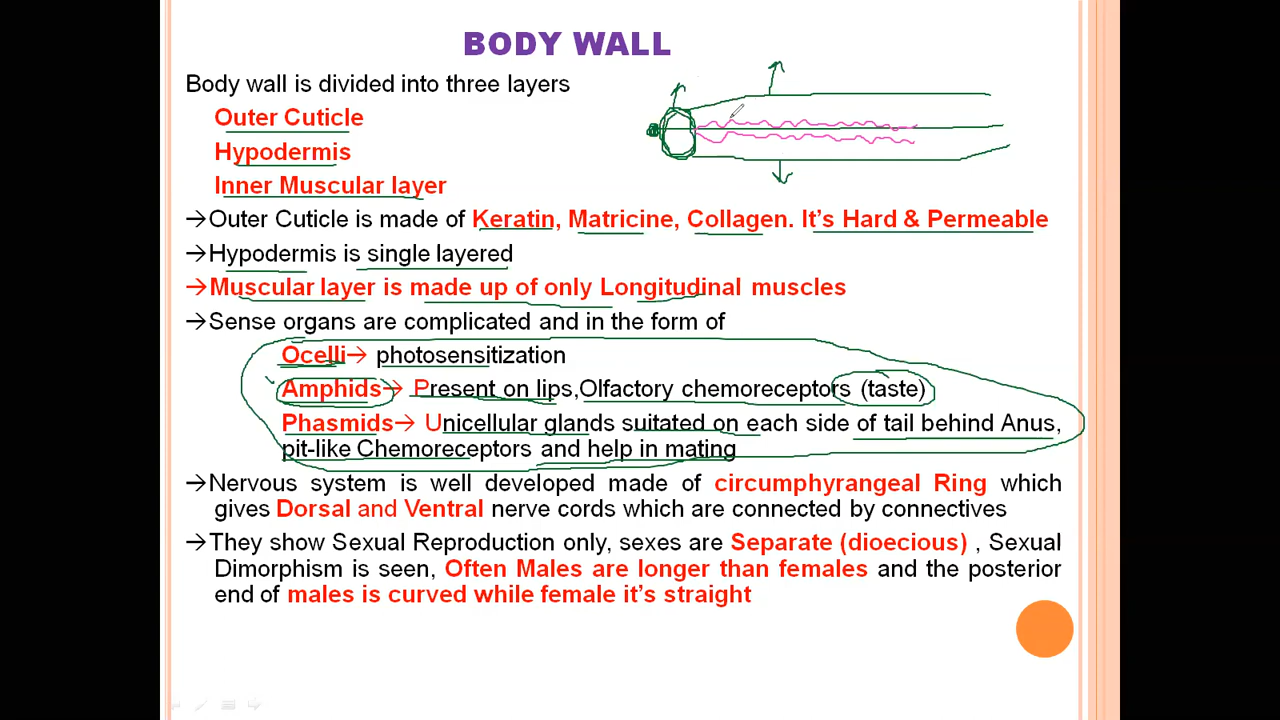 BODY WALL
Body wall is divided into three layers
Outer Cuticle
Hypodermis
Inner Muscular layer
→Outer Cuticle is made of Keratin, Matricine, Collagen. It's Hard & Permeable
→Hypodermis is single layered
→Muscular layer is made up of only Longitudinal muscles
→Sense organs are complicated and in the form of
Ocelli→ photosensitization
Amphids→ Present on lips,Olfactory chemoreceptors (taste)
Phasmids→ Unicellular glands suitated on each side of tail behind Anus,
pit-like Chemoreceptors and help in mating
→Nervous system is well developed made of circumphyrangeal Ring which
gives Dorsal and Ventral nerve cords which are connected by connectives
→They show Sexual Reproduction only, sexes are Separate (dioecious) , Sexual
Dimorphism is seen, Often Males are longer than females and the posterior
end of males is curved while female it's straight